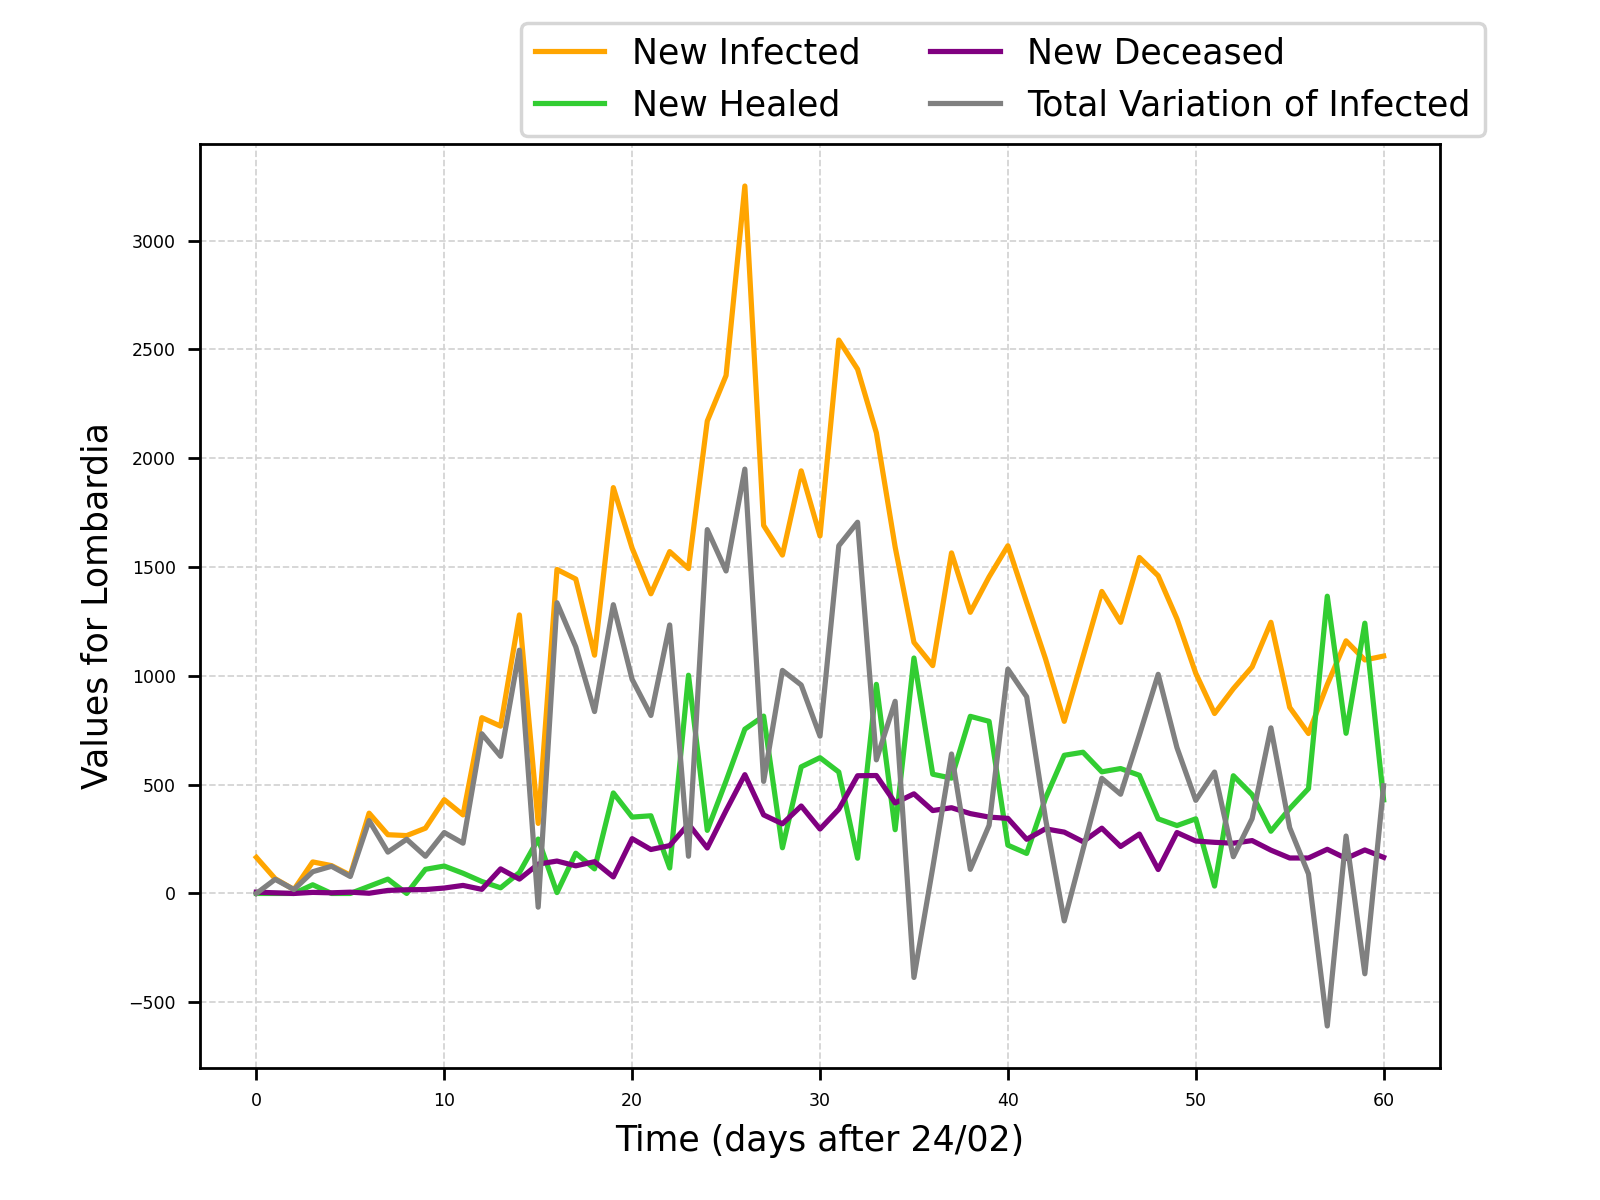 New Infected
New Healed
New Deceased
Total Variation of Infected
3000
2500
2000
1500
1000
500
0
−500
Values for Lombardia
0 10 20 30 40 50 60
Time (days after 24/02)